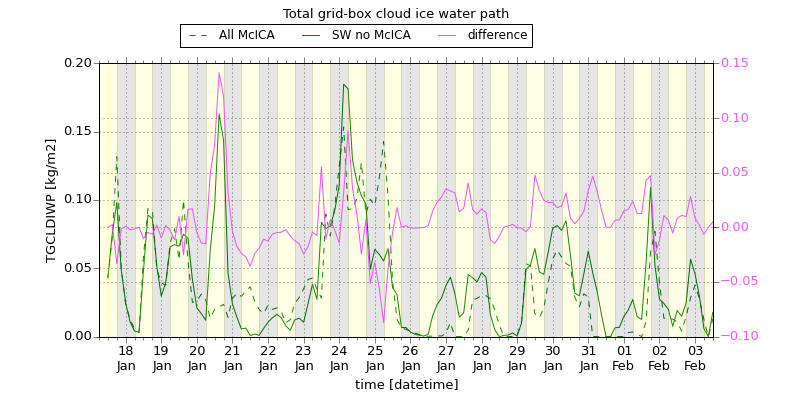 Total grid-box cloud ice water path
All McICA SW no McICA difference
0.20 0.15
0.15 0.10
0.10 0.05
0.05 0.00
0.00 −0.05
−0.10
TGCLDIWP [kg/m2]
18 19 20 21 22 23 24 25 26 27 28 29 30 31 01 02 03
Jan Jan Jan Jan Jan Jan Jan Jan Jan Jan Jan Jan Jan Jan Feb Feb Feb
time [datetime]